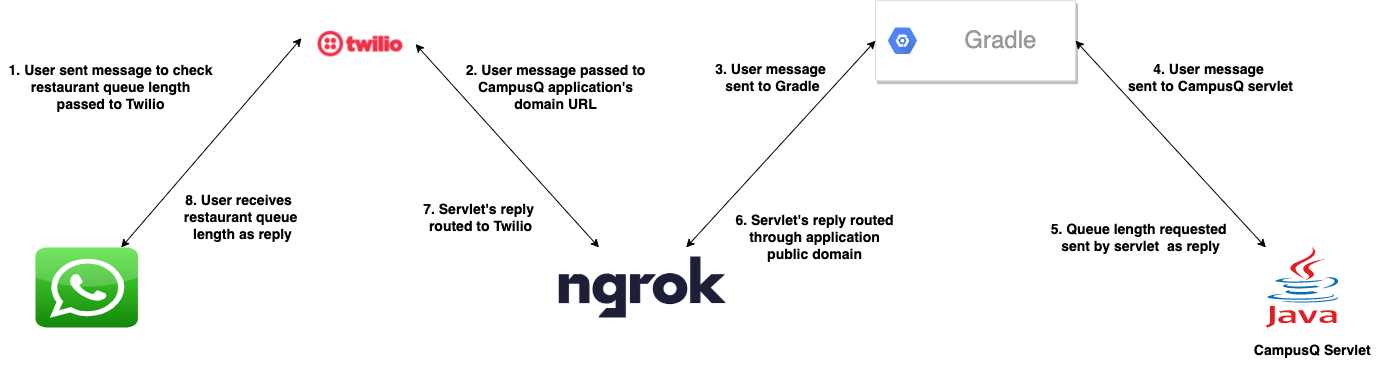 twilio
Gradle
1. User sent message to check
restaurant queue length
passed to Twilio
2. User message passed to
CampusQ application's
domain URL
3. User message
sent to Gradle
4. User message
sent to CampusQ servlet
8. User receives
restaurant queue
length as reply
7. Servlet's reply
routed to Twilio
6. Servlet's reply routed
through application
public domain
5. Queue length requested
sent by servlet as reply
ngrok
Java
CampusQ Servlet